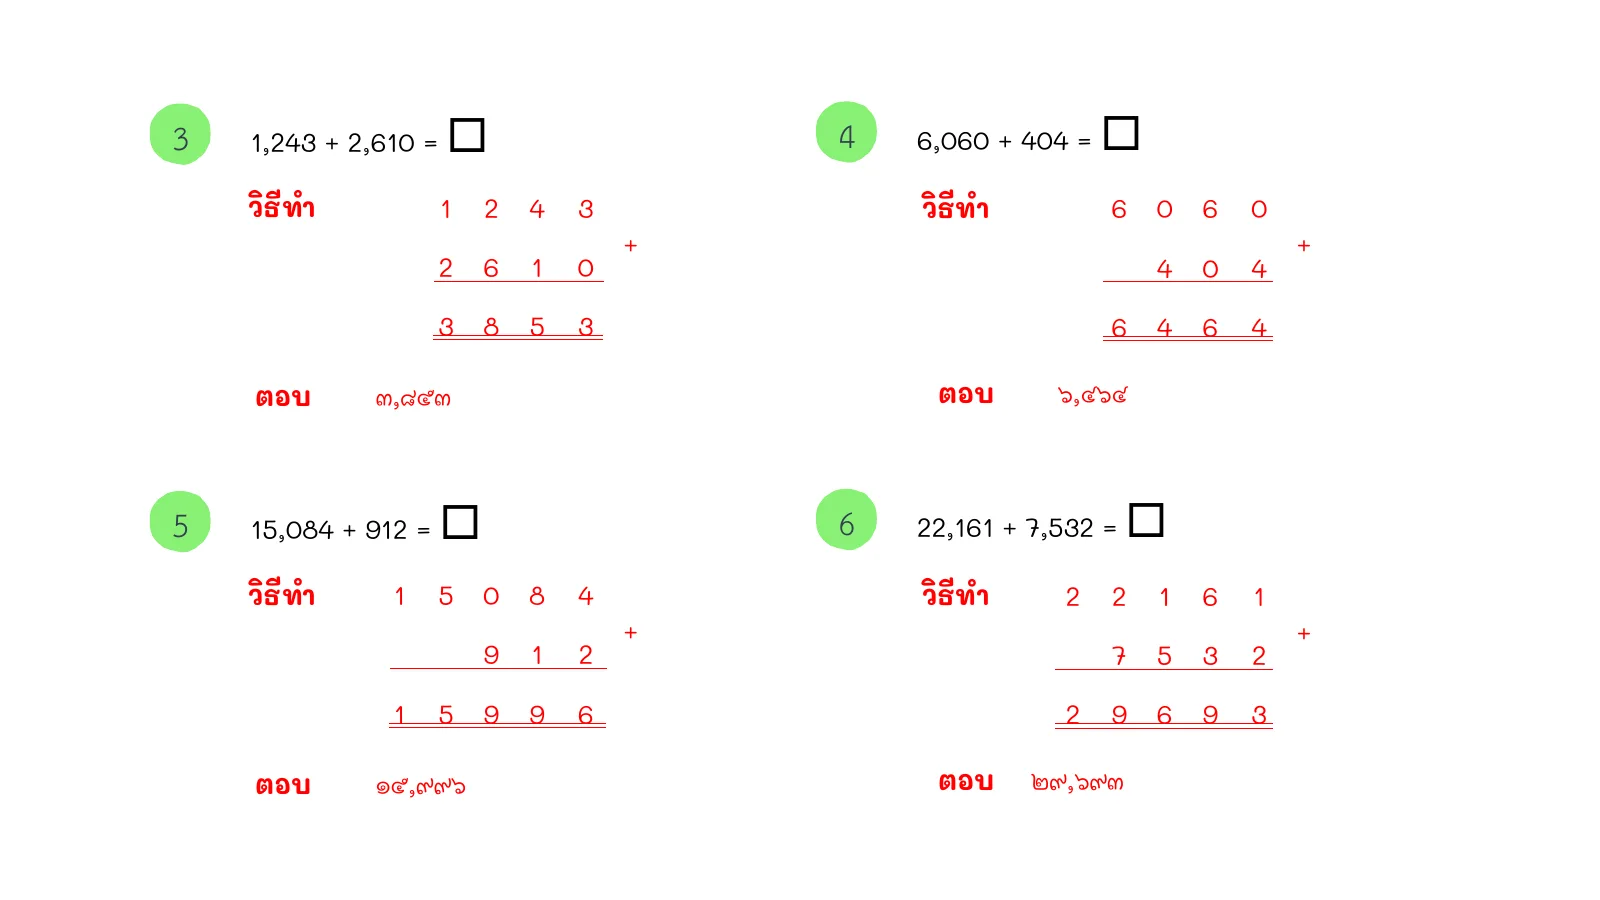 3
1,243 + 2,610 = □
วิธีทำ 1 2 4 3
+
2 6 1 0
3 8 5 3
ตอบ ๓,๘๕๓
4
6,060 + 404 = □
วิธีทำ 6 0 6 0
+
4 0 4
6 4 6 4
ตอบ ๖,๔๖๔
5
15,084 + 912 = □
วิธีทำ 1 5 0 8 4
+
9 1 2
1 5 9 9 6
ตอบ ๑๕,๙๙๖
6
22,161 + 7,532 = □
วิธีทำ 2 2 1 6 1
+
7 5 3 2
2 9 6 9 3
ตอบ ๒๙,๖๙๓